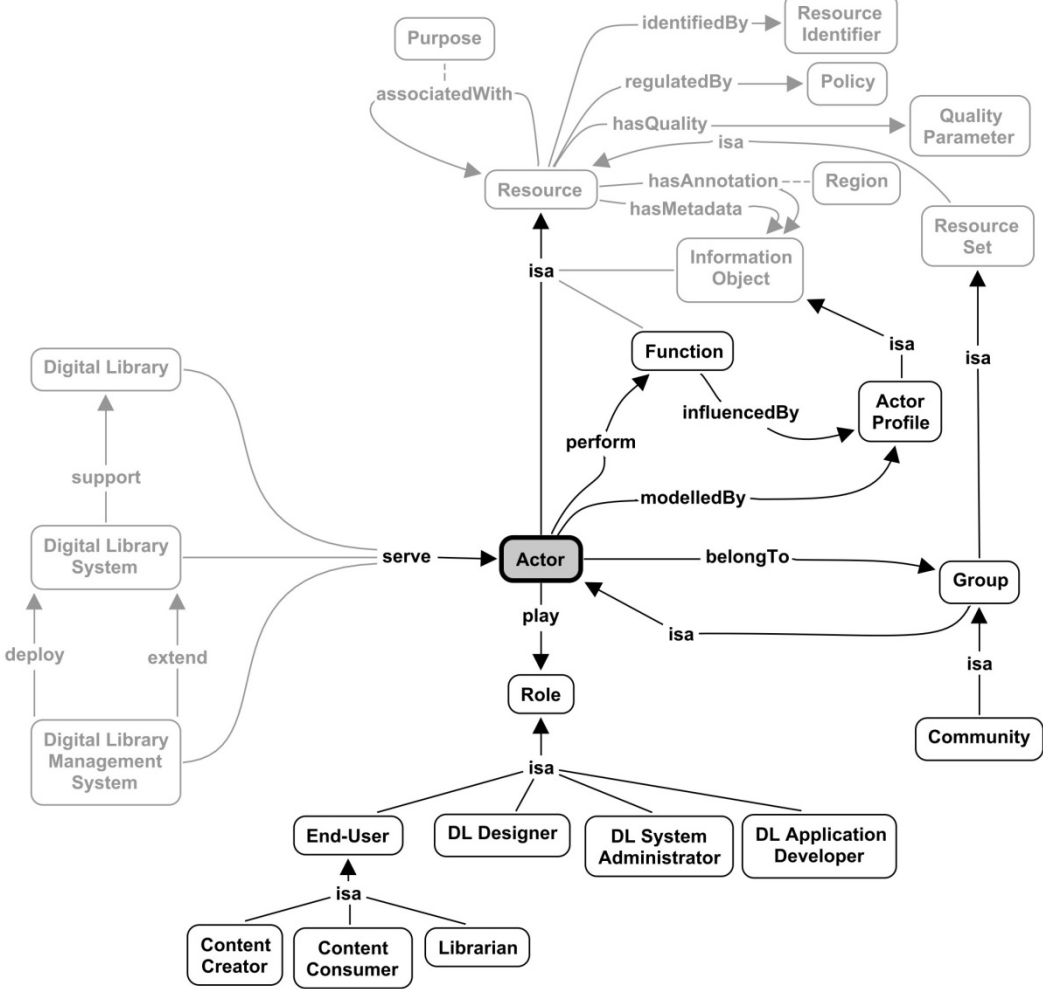 identifiedBy
Resource
Identifier
Purpose
regulatedBy
Policy
associatedWith
hasQuality
Quality
Parameter
isa
Resource
hasAnnotation
Region
hasMetadata
Resource
Set
isa
Information
Object
Function
isa
isa
Digital Library
influencedBy
Actor
Profile
perform
support
modelledBy
Digital Library
System
serve
Actor
belongTo
Group
play
isa
deploy
extend
isa
Role
Digital Library
Management
System
Community
isa
End-User
DL Designer
DL System
Administrator
DL Application
Developer
isa
Content
Creator
Content
Consumer
Librarian